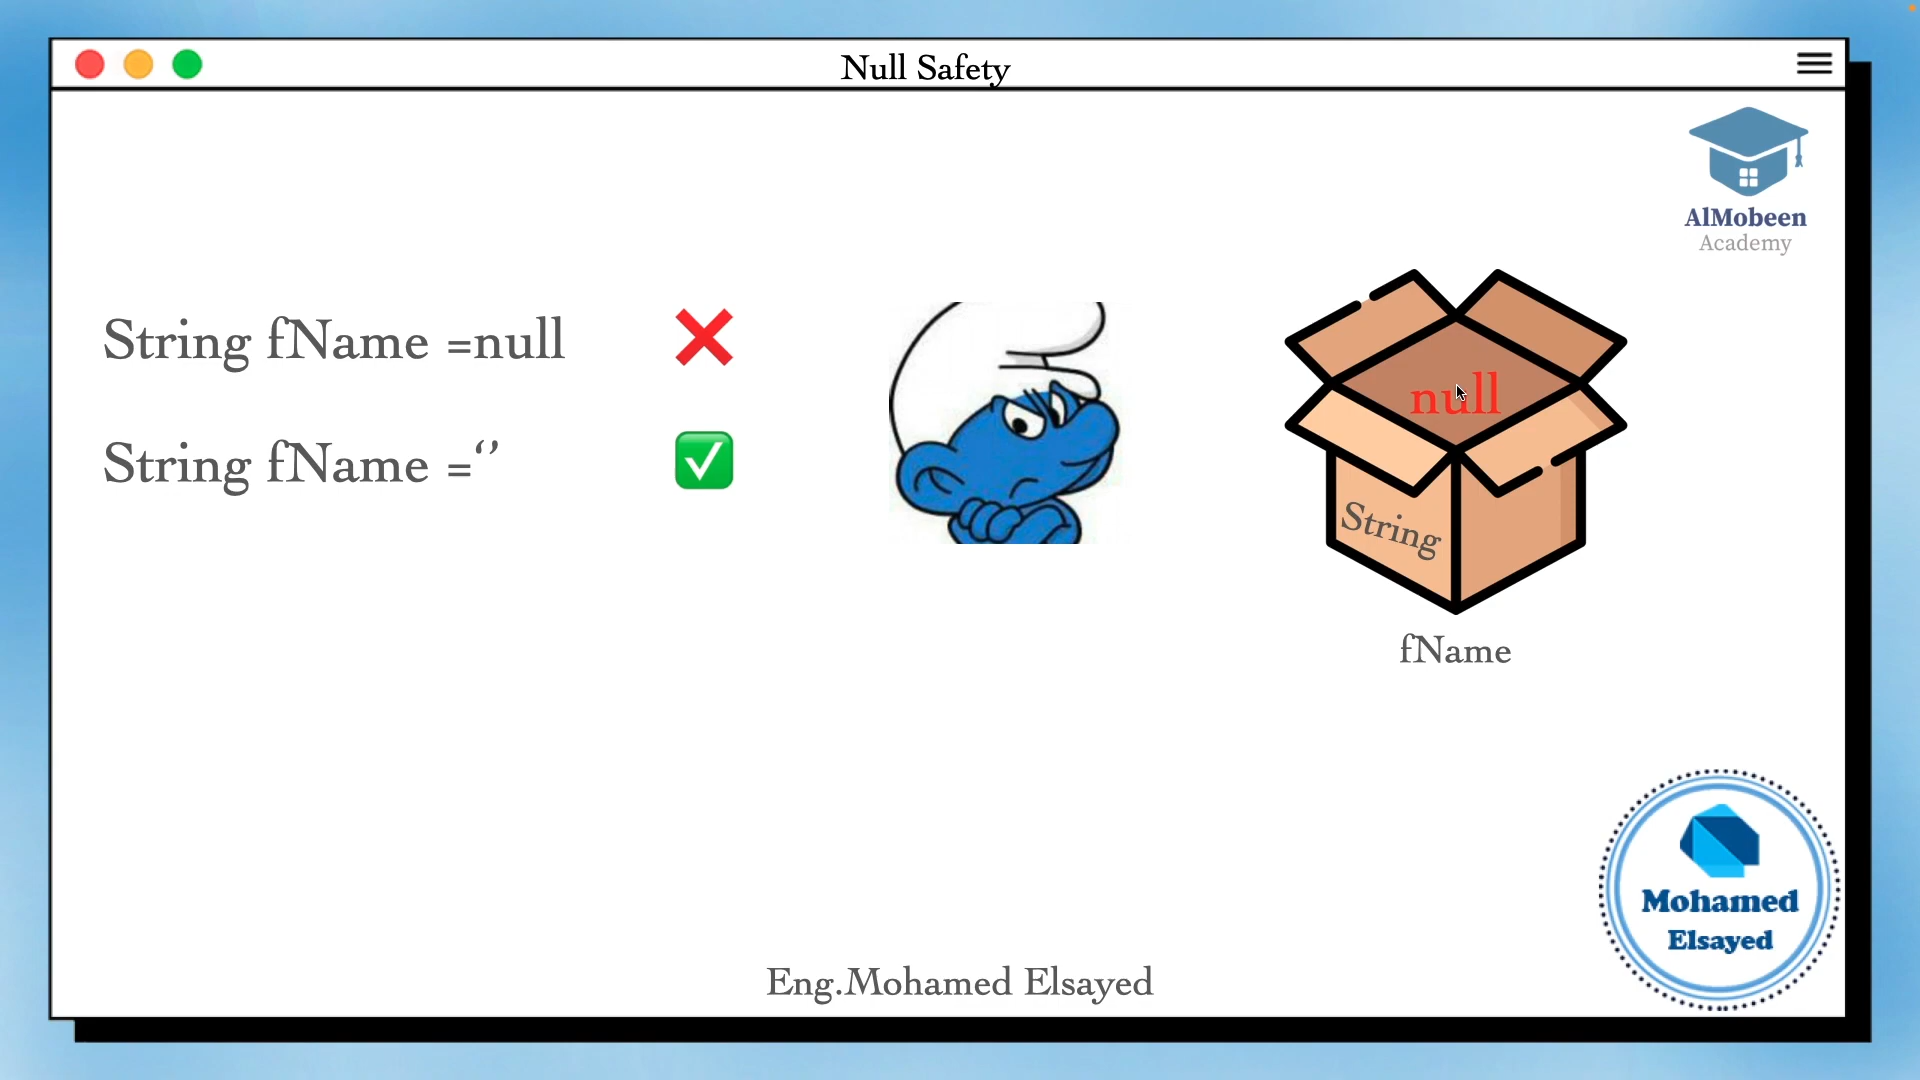 Null Safety
AlMobeen
Academy
String fName =null
String fName =‘’
null
String
fName
Mohamed
Elsayed
Eng.Mohamed Elsayed